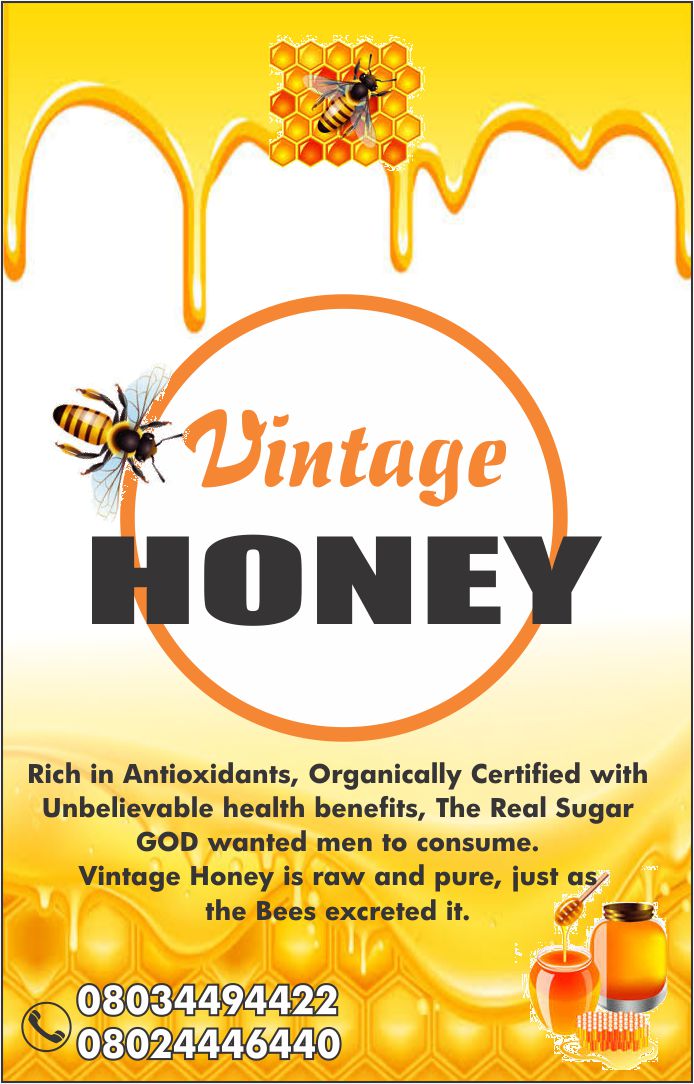 Vintage
HONEY
Rich in Antioxidants, Organically Certified with
Unbelievable health benefits, The Real Sugar
GOD wanted men to consume.
Vintage Honey is raw and pure, just as
the Bees excreted it.
08034494422
08024446440